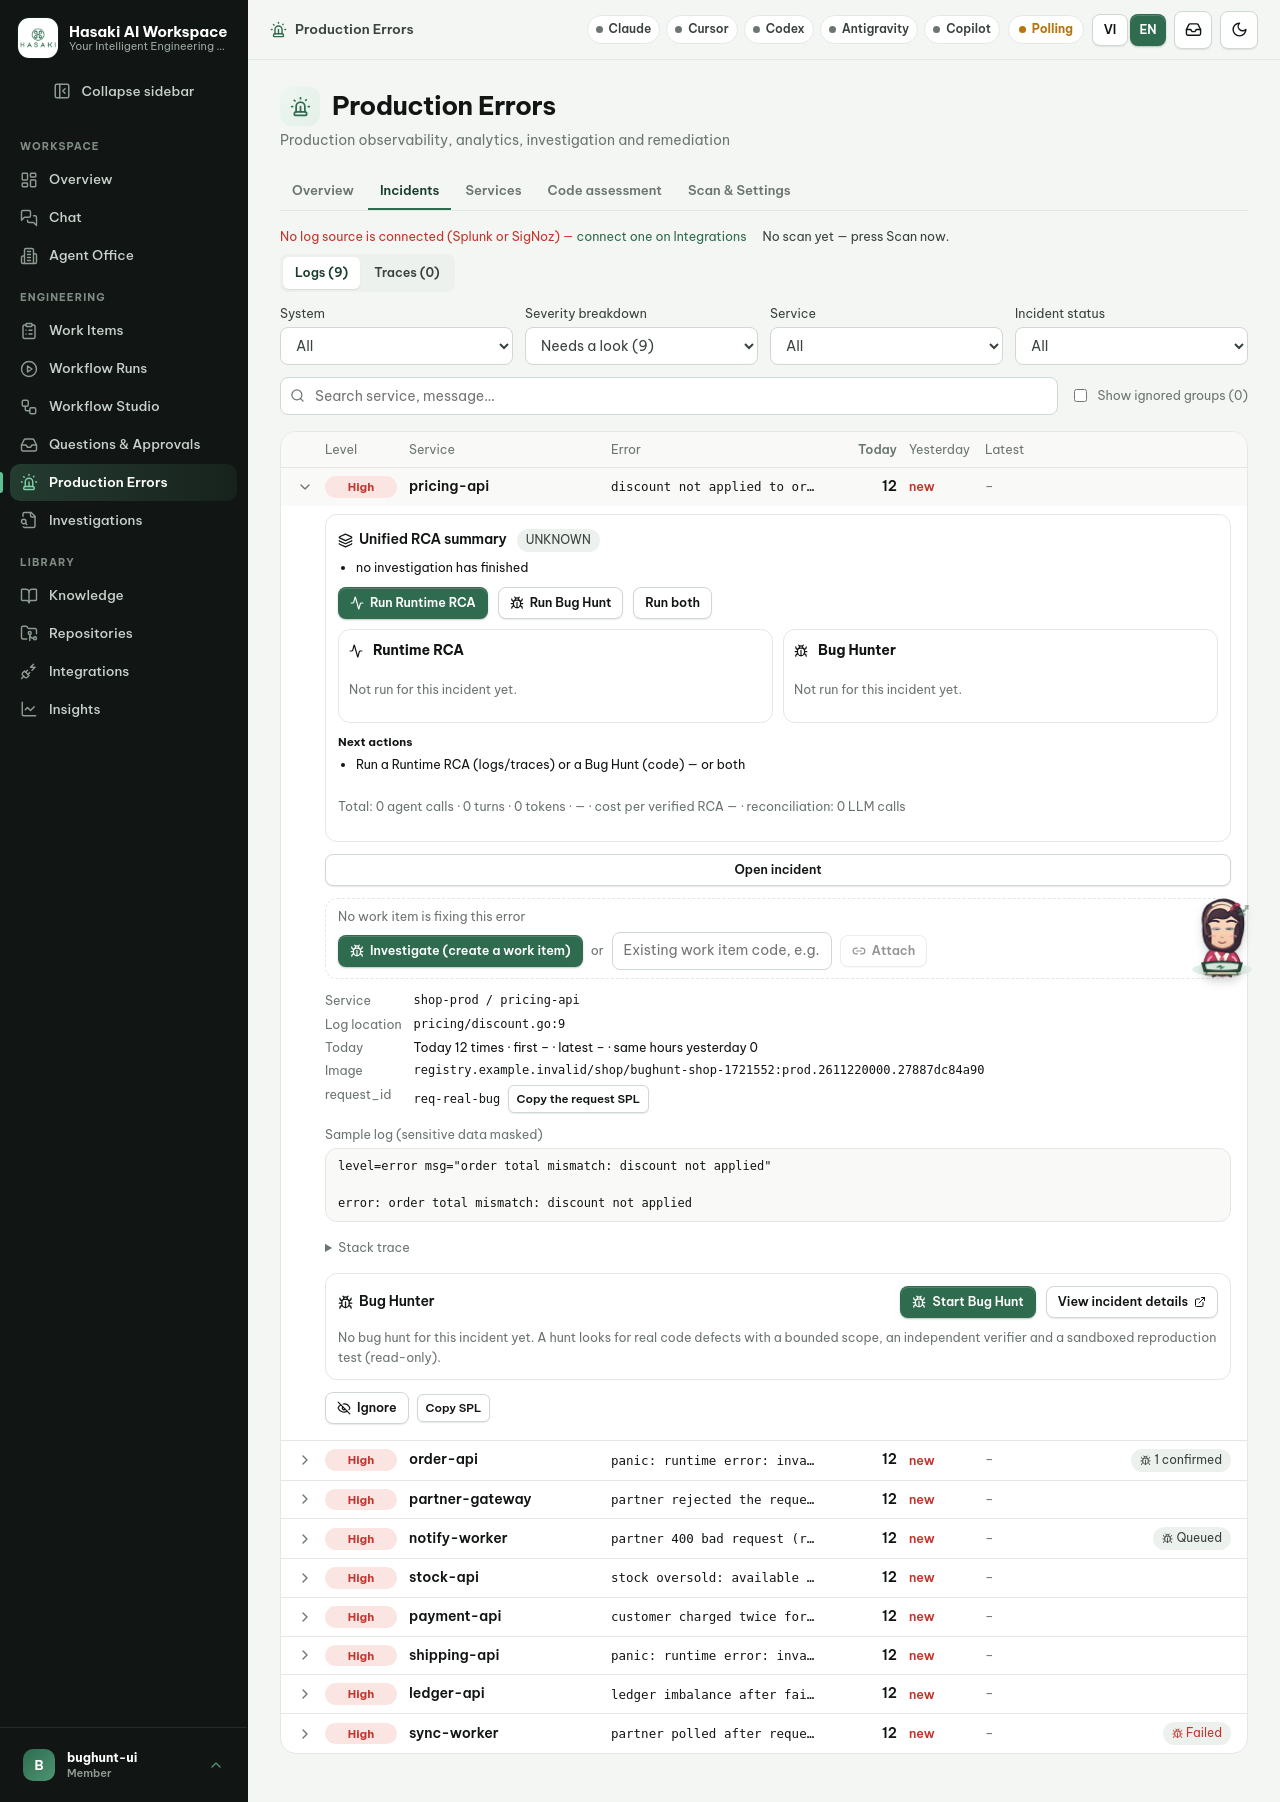 HASAKI
Hasaki AI Workspace
Your Intelligent Engineering ...
Collapse sidebar
WORKSPACE
Overview
Chat
Agent Office
ENGINEERING
Work Items
Workflow Runs
Workflow Studio
Questions & Approvals
Production Errors
Investigations
LIBRARY
Knowledge
Repositories
Integrations
Insights
B
bughunt-ui
Member
Production Errors
Claude
Cursor
Codex
Antigravity
Copilot
Polling
VI
EN
Production Errors
Production observability, analytics, investigation and remediation
Overview
Incidents
Services
Code assessment
Scan & Settings
No log source is connected (Splunk or SigNoz) — connect one on Integrations No scan yet — press Scan now.
Logs (9)
Traces (0)
System
Severity breakdown
Service
Incident status
All
Needs a look (9)
All
All
Search service, message...
Show ignored groups (0)
Level Service Error Today Yesterday Latest
High pricing-api discount not applied to or… 12 new –
Unified RCA summary UNKNOWN
• no investigation has finished
Run Runtime RCA
Run Bug Hunt
Run both
Runtime RCA
Not run for this incident yet.
Bug Hunter
Not run for this incident yet.
Next actions
• Run a Runtime RCA (logs/traces) or a Bug Hunt (code) — or both
Total: 0 agent calls · 0 turns · 0 tokens · — · cost per verified RCA — · reconciliation: 0 LLM calls
Open incident
No work item is fixing this error
Investigate (create a work item)
or
Existing work item code, e.g.
Attach
Service shop-prod / pricing-api
Log location pricing/discount.go:9
Today Today 12 times · first – · latest – · same hours yesterday 0
Image registry.example.invalid/shop/bughunt-shop-1721552:prod.2611220000.27887dc84a90
request_id req-real-bug Copy the request SPL
Sample log (sensitive data masked)
level=error msg="order total mismatch: discount not applied"
error: order total mismatch: discount not applied
Stack trace
Bug Hunter
Start Bug Hunt
View incident details
No bug hunt for this incident yet. A hunt looks for real code defects with a bounded scope, an independent verifier and a sandboxed reproduction
test (read-only).
Ignore
Copy SPL
High order-api panic: runtime error: inva… 12 new – 1 confirmed
High partner-gateway partner rejected the reque… 12 new –
High notify-worker partner 400 bad request (r… 12 new – Queued
High stock-api stock oversold: available … 12 new –
High payment-api customer charged twice for… 12 new –
High shipping-api panic: runtime error: inva… 12 new –
High ledger-api ledger imbalance after fai… 12 new –
High sync-worker partner polled after reque… 12 new – Failed